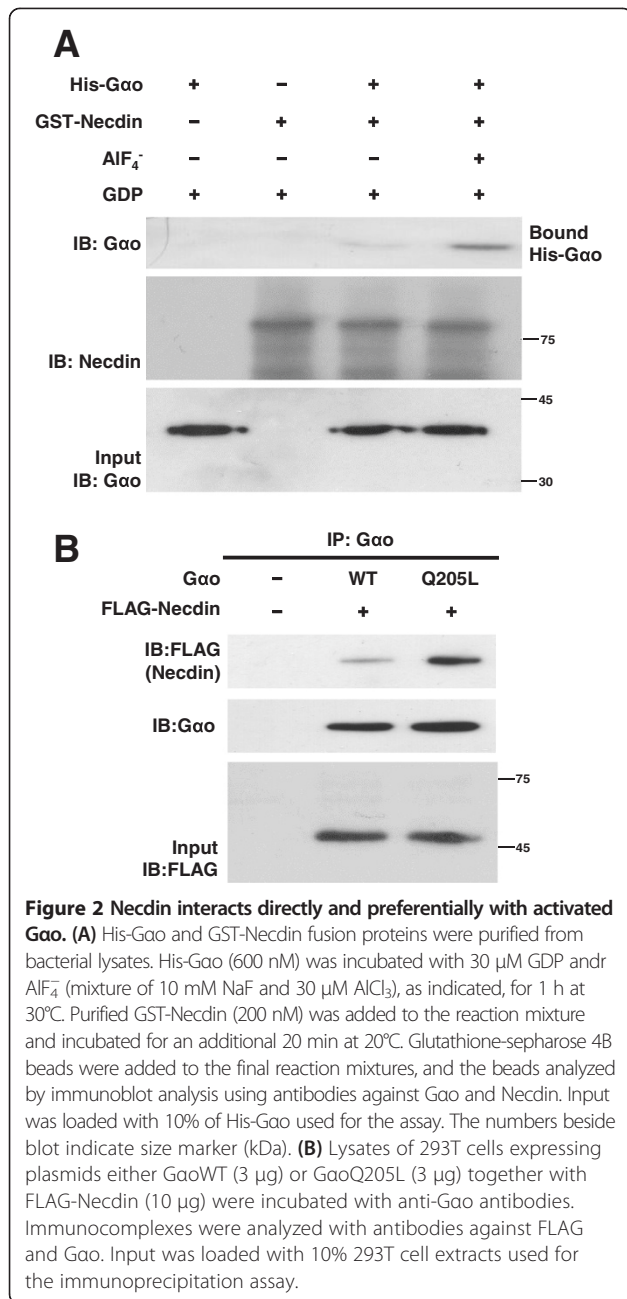 A
His-Gαo + – + +
GST-Necdin – + + +
AlF4- – – – +
GDP + + + +
IB: Gαo
Bound
His-Gαo
IB: Necdin
75
45
Input
IB: Gαo
30
B
IP: Gαo
Gαo – WT Q205L
FLAG-Necdin – + +
IB:FLAG
(Necdin)
IB:Gαo
75
Input
IB:FLAG
45
Figure 2 Necdin interacts directly and preferentially with activated
Gαo. (A) His-Gαo and GST-Necdin fusion proteins were purified from
bacterial lysates. His-Gαo (600 nM) was incubated with 30 μM GDP andr
AlF4- (mixture of 10 mM NaF and 30 μM AlCl3), as indicated, for 1 h at
30°C. Purified GST-Necdin (200 nM) was added to the reaction mixture
and incubated for an additional 20 min at 20°C. Glutathione-sepharose 4B
beads were added to the final reaction mixtures, and the beads analyzed
by immunoblot analysis using antibodies against Gαo and Necdin. Input
was loaded with 10% of His-Gαo used for the assay. The numbers beside
blot indicate size marker (kDa). (B) Lysates of 293T cells expressing
plasmids either GαoWT (3 μg) or GαoQ205L (3 μg) together with
FLAG-Necdin (10 μg) were incubated with anti-Gαo antibodies.
Immunocomplexes were analyzed with antibodies against FLAG
and Gαo. Input was loaded with 10% 293T cell extracts used for
the immunoprecipitation assay.